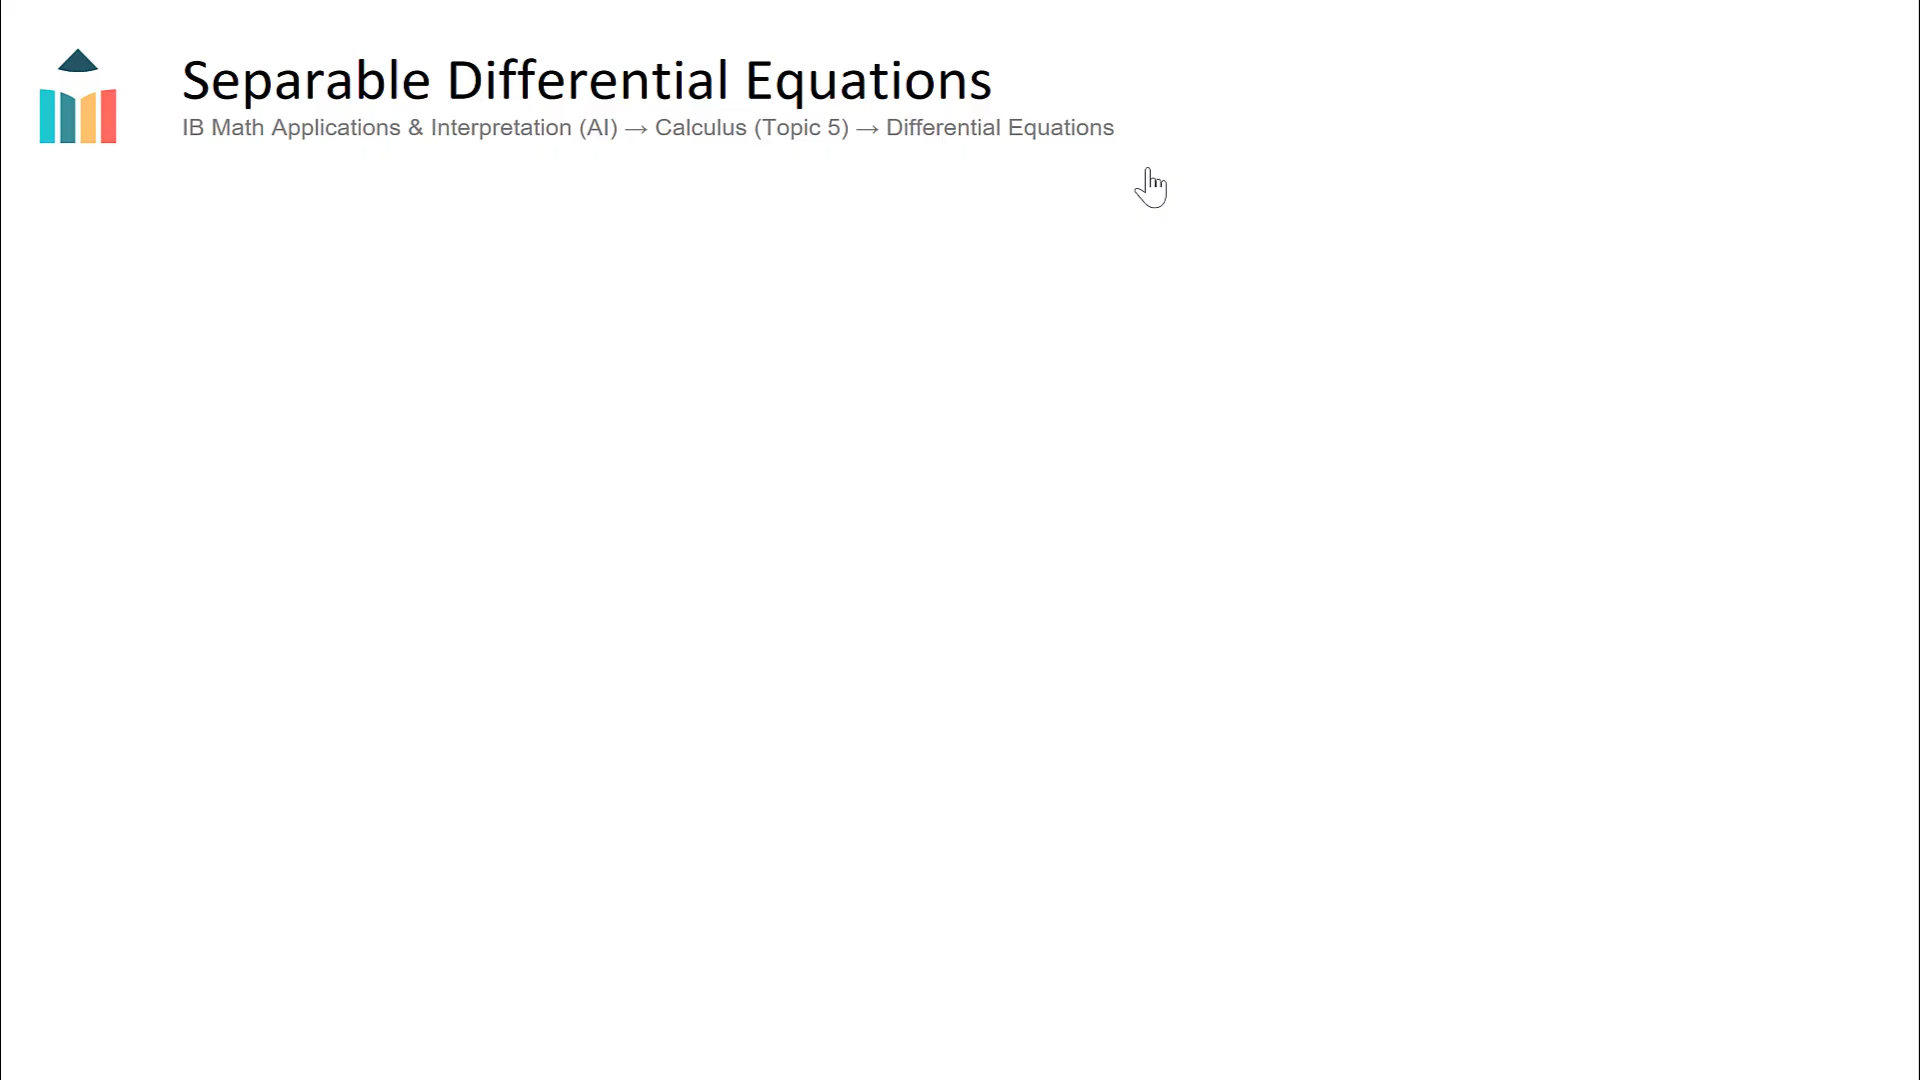 Separable Differential Equations
IB Math Applications & Interpretation (AI) → Calculus (Topic 5) → Differential Equations